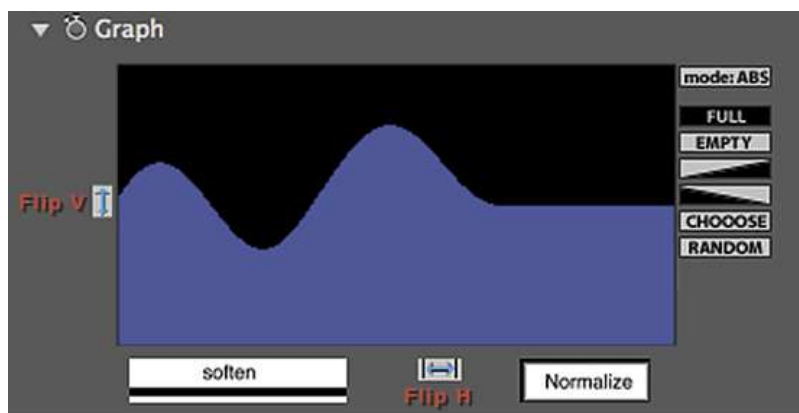 Graph
mode: ABS
FULL
EMPTY
Flip V
CHOOOSE
RANDOM
soften
Flip H
Normalize